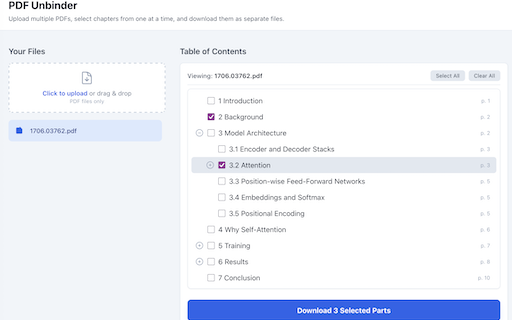 PDF Unbinder
Upload multiple PDFs, select chapters from one at a time, and download them as separate files.
Your Files
Click to upload or drag & drop
PDF files only
1706.03762.pdf
Table of Contents
Viewing: 1706.03762.pdf
Select All
Clear All
1 Introduction p. 1
2 Background p. 2
3 Model Architecture p. 2
3.1 Encoder and Decoder Stacks p. 3
3.2 Attention p. 3
3.3 Position-wise Feed-Forward Networks p. 5
3.4 Embeddings and Softmax p. 5
3.5 Positional Encoding p. 5
4 Why Self-Attention p. 6
5 Training p. 7
6 Results p. 8
7 Conclusion p. 10
Download 3 Selected Parts